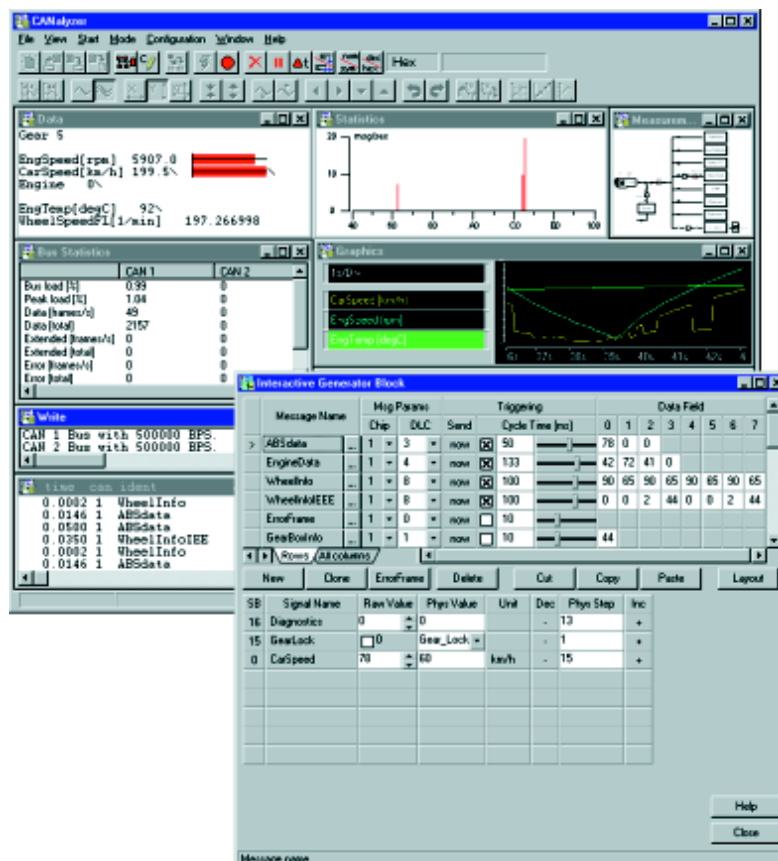 CANalyzer
File View Start Mode Configuration Window Help
Hex
Data
Gear 5
EngSpeed[rpm] 5907.0
CarSpeed[km/h] 199.5\
Engine 0\
EngTemp[degC] 92\
WheelSpeedFL[1/min] 197.266998
Statistics
20 msg/sec
10
0
40 60 100
Measurem...
Bus Statistics
CAN 1 CAN 2
Bus load [%] 0.99 0
Peak load [%] 1.04 0
Data [frames/s] 49 0
Data [total] 2157 0
Extended [frames/s] 0 0
Extended [total] 0 0
Error [frames/s] 0 0
Error [total] 0 0
Graphics
CarSpeed [km/h]
EngSpeed [rpm]
EngTemp [degC]
37s 38s 39s 40s 41s 42s
Write
CAN 1 Bus with 500000 BPS.
CAN 2 Bus with 500000 BPS.
time can ident
0.0002 1 WheelInfo
0.0146 1 ABSdata
0.0500 1 ABSdata
0.0350 1 WheelInfoIEE
0.0002 1 WheelInfo
0.0146 1 ABSdata
Interactive Generator Block
Message Name Msg Params Triggering Data Field
Chip DLC Send Cycle Time [ms] 0 1 2 3 4 5 6 7
> ABSdata ... 1 3 now 50 78 0 0
EngineData ... 1 4 now 133 42 72 41 0
WheelInfo ... 1 8 now 100 90 65 90 65 90 65 90 65
WheelInfoIEEE ... 1 8 now 100 0 0 2 44 0 0 2 44
ErrorFrame ... 1 0 now 10
GearBoxInfo ... 1 1 now 10 44
Rows All columns
New Clone ErrorFrame Delete Cut Copy Paste Layout
SB Signal Name Raw Value Phys Value Unit Dec Phys Step Inc
16 Diagnostics 0 0 - 13 +
15 GearLock 0 Gear_Lock - 1 +
0 CarSpeed 78 60 km/h - 15 +
Help
Close
Message name